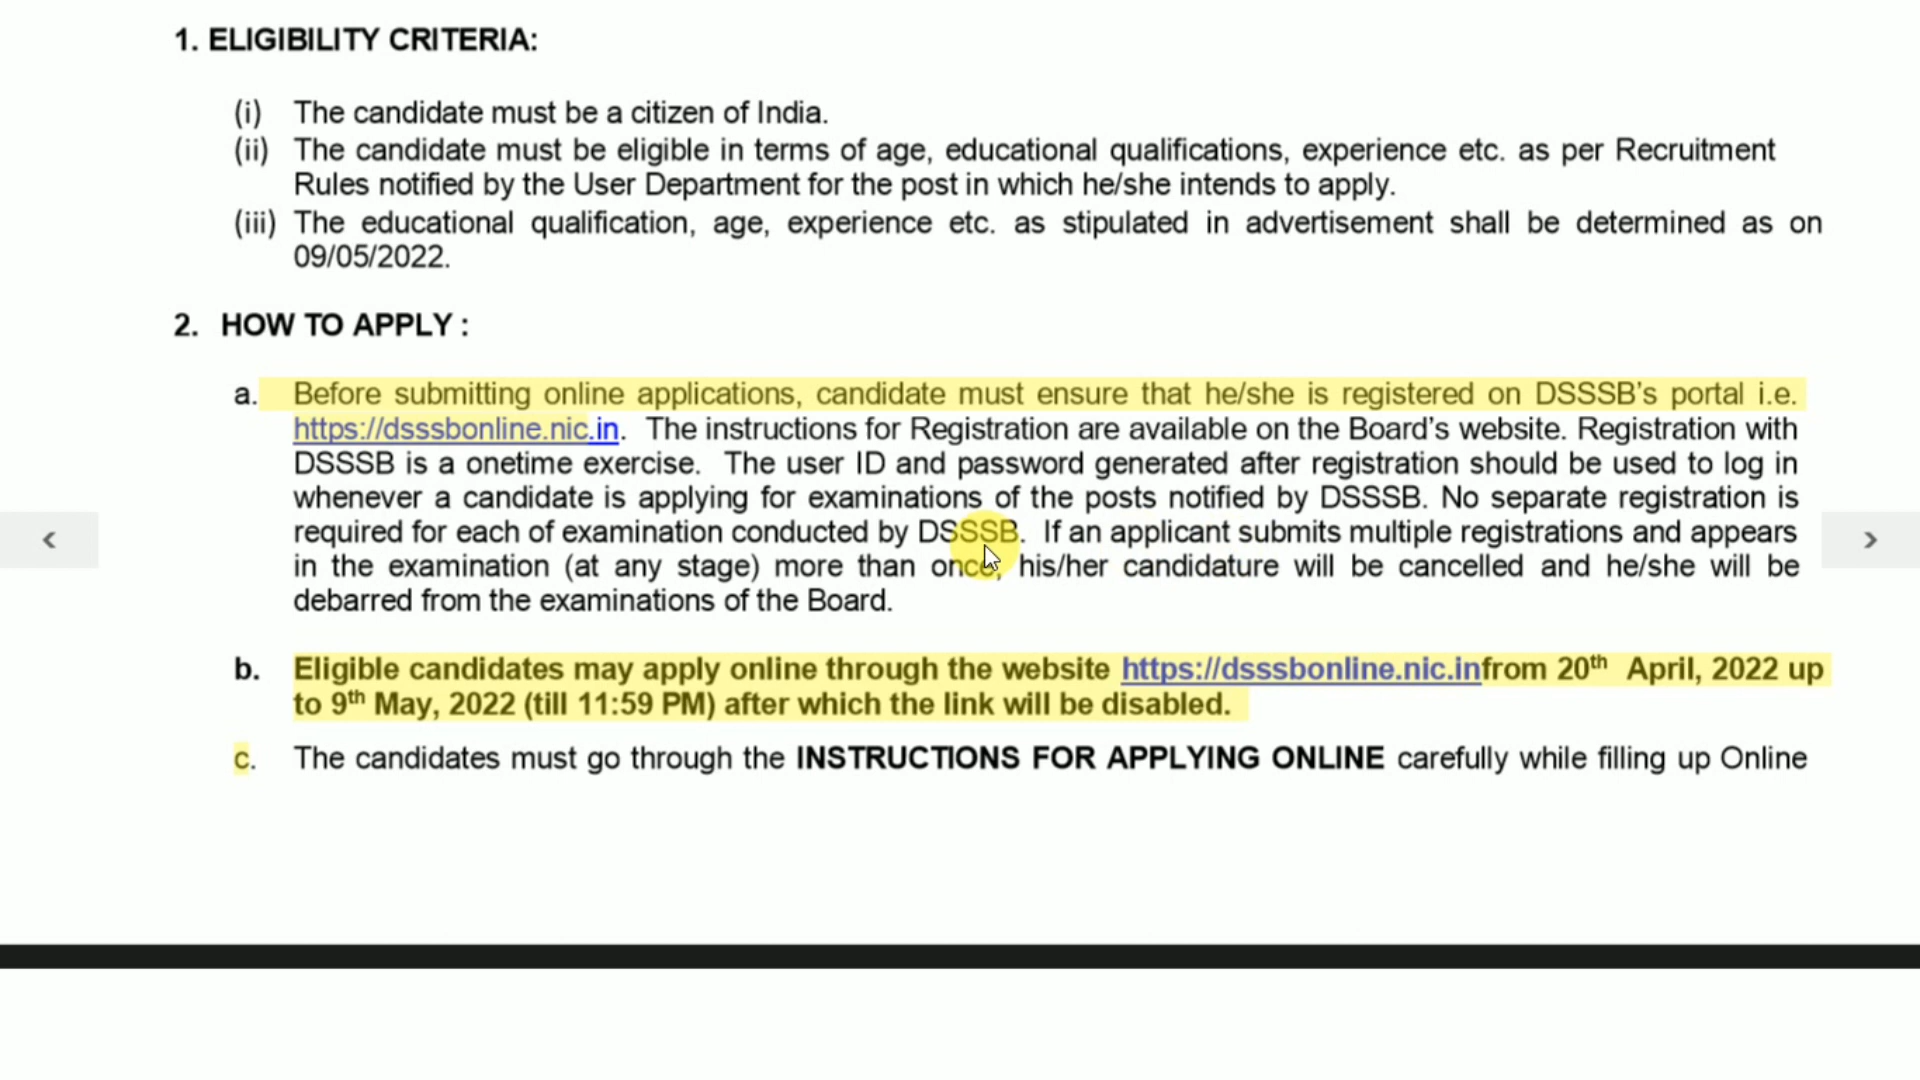 1. ELIGIBILITY CRITERIA:
(i) The candidate must be a citizen of India.
(ii) The candidate must be eligible in terms of age, educational qualifications, experience etc. as per Recruitment
Rules notified by the User Department for the post in which he/she intends to apply.
(iii) The educational qualification, age, experience etc. as stipulated in advertisement shall be determined as on
09/05/2022.
2. HOW TO APPLY :
a. Before submitting online applications, candidate must ensure that he/she is registered on DSSSB’s portal i.e.
https://dsssbonline.nic.in. The instructions for Registration are available on the Board’s website. Registration with
DSSSB is a onetime exercise. The user ID and password generated after registration should be used to log in
whenever a candidate is applying for examinations of the posts notified by DSSSB. No separate registration is
required for each of examination conducted by DSSSB. If an applicant submits multiple registrations and appears
in the examination (at any stage) more than once, his/her candidature will be cancelled and he/she will be
debarred from the examinations of the Board.
b. Eligible candidates may apply online through the website https://dsssbonline.nic.infrom 20th April, 2022 up
to 9th May, 2022 (till 11:59 PM) after which the link will be disabled.
c. The candidates must go through the INSTRUCTIONS FOR APPLYING ONLINE carefully while filling up Online